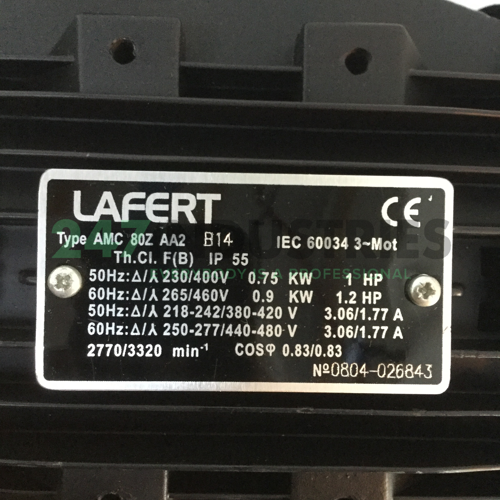 LAFERT CE
Type AMC 80Z AA2 B14 IEC 60034 3~Mot
Th.Cl. F(B) IP 55
50Hz:Δ/⅄ 230/400V 0.75 KW 1 HP
60Hz:Δ/⅄ 265/460V 0.9 KW 1.2 HP
50Hz:Δ/⅄ 218-242/380-420 V 3.06/1.77 A
60Hz:Δ/⅄ 250-277/440-480 V 3.06/1.77 A
2770/3320 min⁻¹ COSφ 0.83/0.83
Nº0804-026843
247 INDUSTRIES